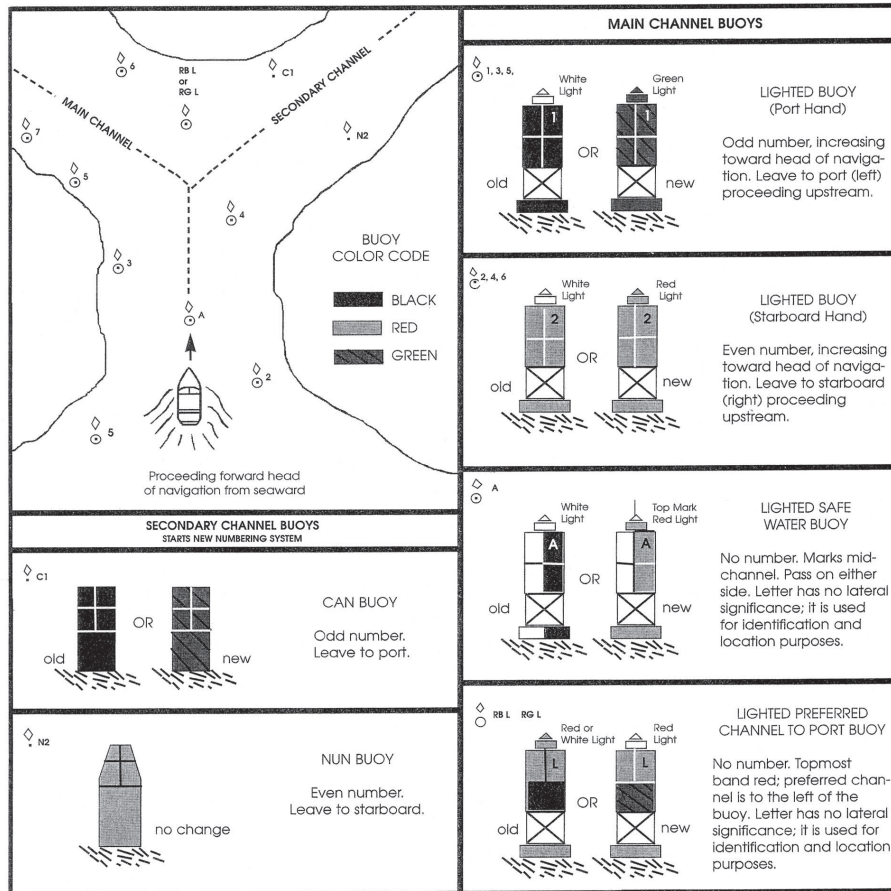 6
RB L
or
RG L
C1
MAIN CHANNEL
SECONDARY CHANNEL
7
N2
5
4
3
BUOY
COLOR CODE
BLACK
RED
GREEN
A
2
5
Proceeding forward head
of navigation from seaward
SECONDARY CHANNEL BUOYS
STARTS NEW NUMBERING SYSTEM
C1
OR
old
new
CAN BUOY
Odd number.
Leave to port.
N2
no change
NUN BUOY
Even number.
Leave to starboard.
MAIN CHANNEL BUOYS
1, 3, 5,
White
Light
Green
Light
1
1
OR
old
new
LIGHTED BUOY
(Port Hand)
Odd number, increasing
toward head of naviga-
tion. Leave to port (left)
proceeding upstream.
2, 4, 6
White
Light
Red
Light
2
2
OR
old
new
LIGHTED BUOY
(Starboard Hand)
Even number, increasing
toward head of naviga-
tion. Leave to starboard
(right) proceeding
upstream.
A
White
Light
Top Mark
Red Light
A
A
OR
old
new
LIGHTED SAFE
WATER BUOY
No number. Marks mid-
channel. Pass on either
side. Letter has no lateral
significance; it is used
for identification and
location purposes.
RB L RG L
Red or
White Light
Red
Light
L
L
OR
old
new
LIGHTED PREFERRED
CHANNEL TO PORT BUOY
No number. Topmost
band red; preferred chan-
nel is to the left of the
buoy. Letter has no lateral
significance; it is used for
identification and location
purposes.